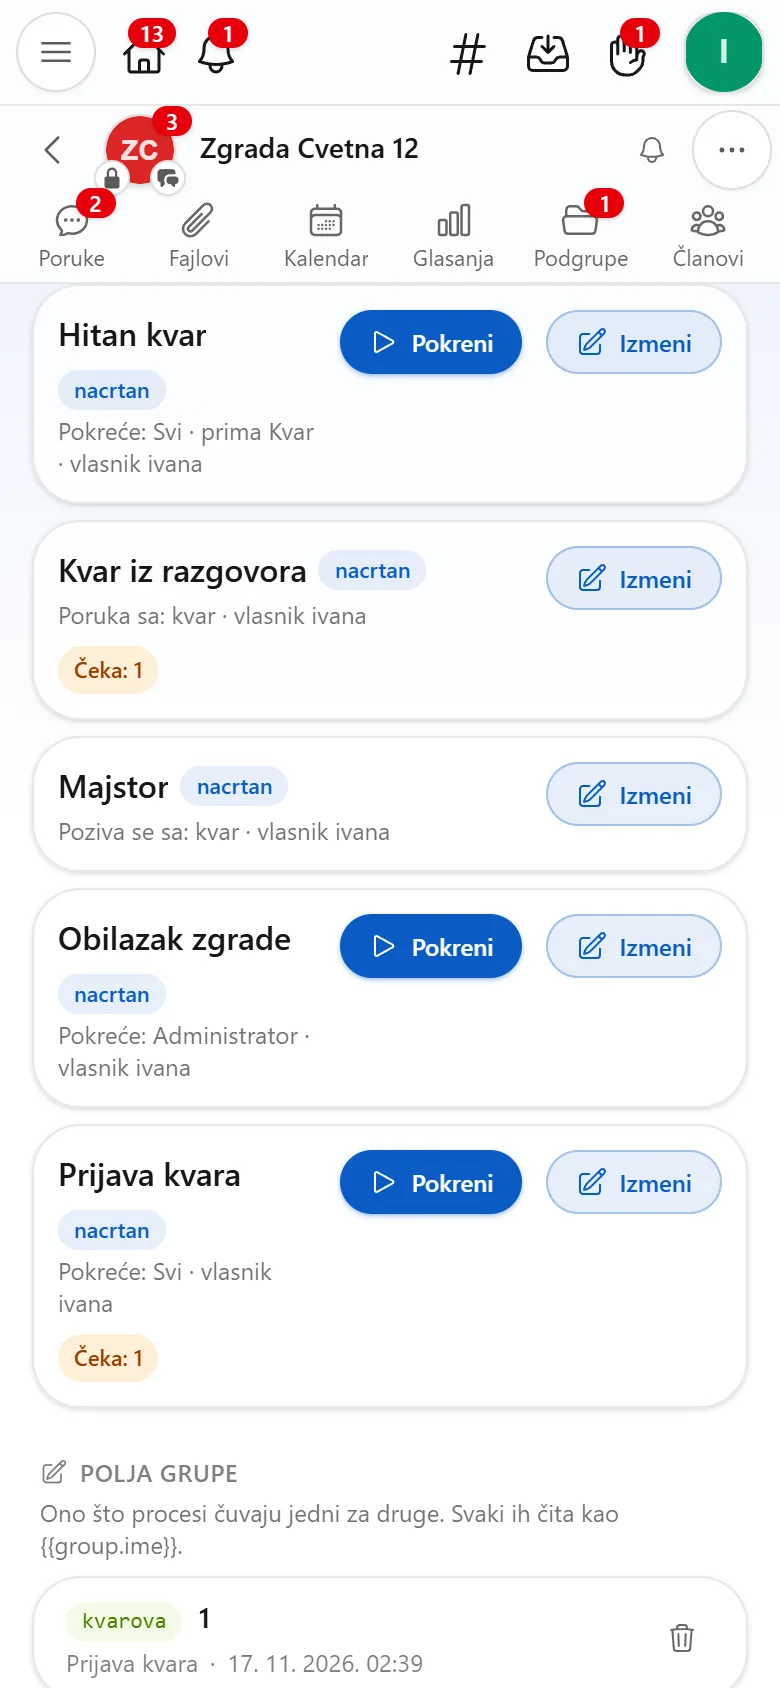 13
1
1
I
ZC
3
Zgrada Cvetna 12
2
1
Poruke
Fajlovi
Kalendar
Glasanja
Podgrupe
Članovi
Hitan kvar
Pokreni
Izmeni
nacrtan
Pokreće: Svi · prima Kvar
· vlasnik ivana
Kvar iz razgovora
nacrtan
Izmeni
Poruka sa: kvar · vlasnik ivana
Čeka: 1
Majstor
nacrtan
Izmeni
Poziva se sa: kvar · vlasnik ivana
Obilazak zgrade
Pokreni
Izmeni
nacrtan
Pokreće: Administrator ·
vlasnik ivana
Prijava kvara
Pokreni
Izmeni
nacrtan
Pokreće: Svi · vlasnik
ivana
Čeka: 1
POLJA GRUPE
Ono što procesi čuvaju jedni za druge. Svaki ih čita kao
{{group.ime}}.
kvarova 1
Prijava kvara · 17. 11. 2026. 02:39